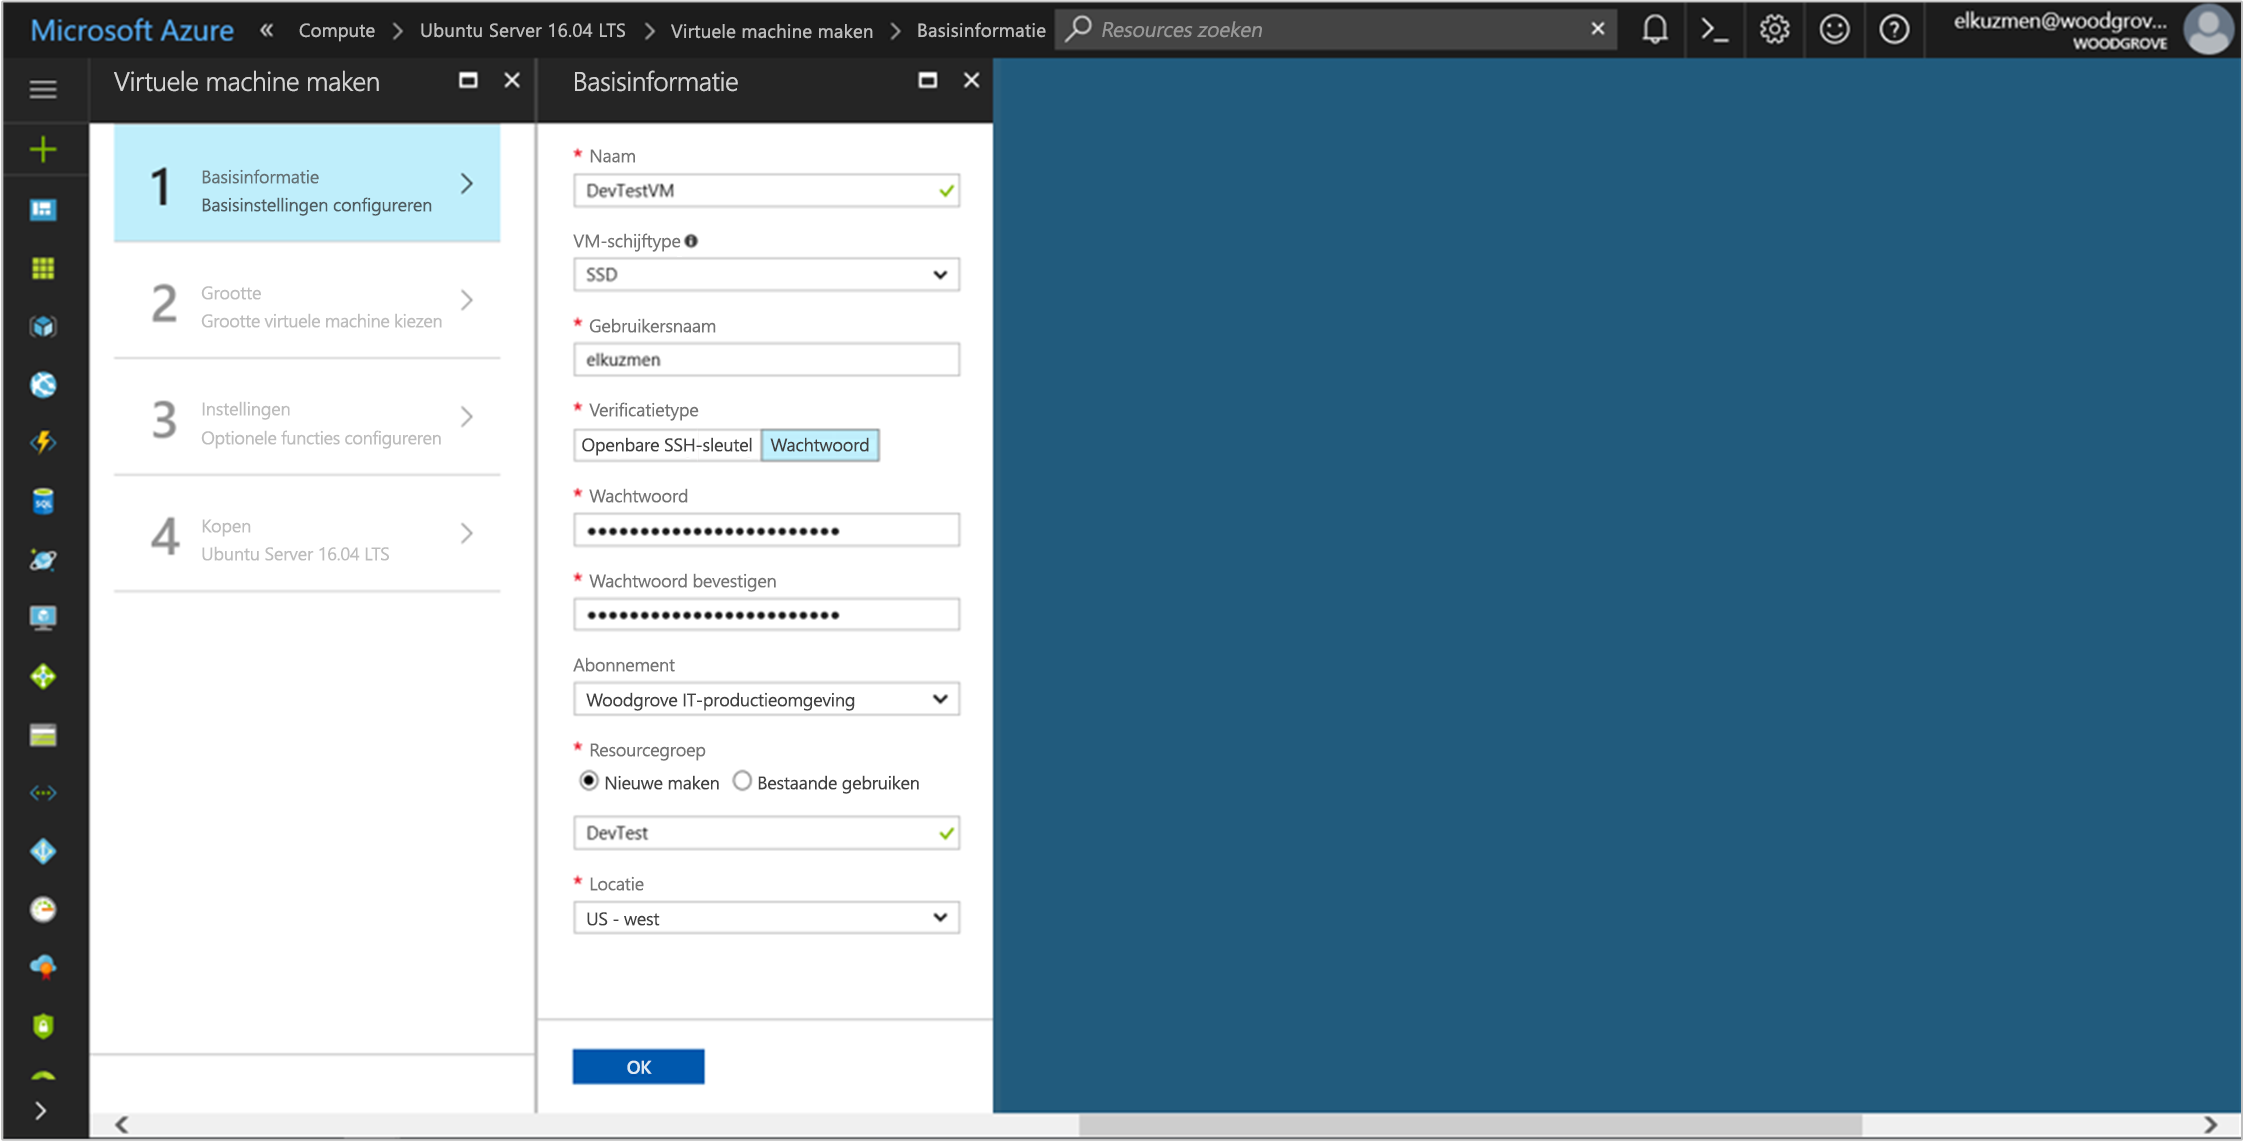 Microsoft Azure « Compute > Ubuntu Server 16.04 LTS > Virtuele machine maken > Basisinformatie
Resources zoeken
elkuzmen@woodgrov...
WOODGROVE
Virtuele machine maken
1
Basisinformatie
Basisinstellingen configureren
2
Grootte
Grootte virtuele machine kiezen
3
Instellingen
Optionele functies configureren
4
Kopen
Ubuntu Server 16.04 LTS
Basisinformatie
* Naam
DevTestVM
VM-schijftype
SSD
* Gebruikersnaam
elkuzmen
* Verificatietype
Openbare SSH-sleutel Wachtwoord
* Wachtwoord
* Wachtwoord bevestigen
Abonnement
Woodgrove IT-productieomgeving
* Resourcegroep
Nieuwe maken Bestaande gebruiken
DevTest
* Locatie
US - west
OK
SQL